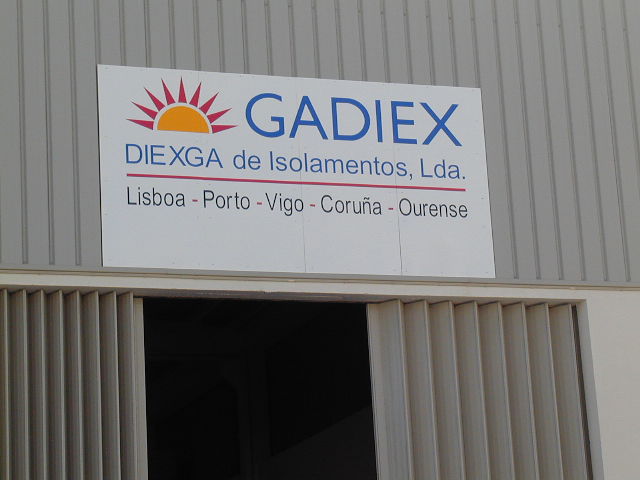 GADIEX
DIEXGA de Isolamentos, Lda.
Lisboa - Porto - Vigo - Coruña - Ourense